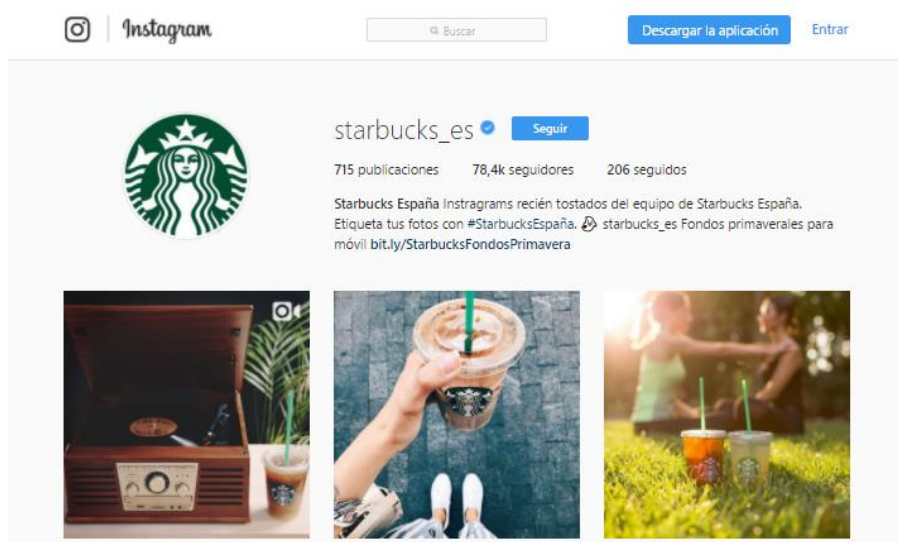 Instagram
Buscar
Descargar la aplicación
Entrar
starbucks_es
Seguir
715 publicaciones 78,4k seguidores 206 seguidos
Starbucks España Instragrams recién tostados del equipo de Starbucks España.
Etiqueta tus fotos con #StarbucksEspaña. starbucks_es Fondos primaverales para
móvil bit.ly/StarbucksFondosPrimavera